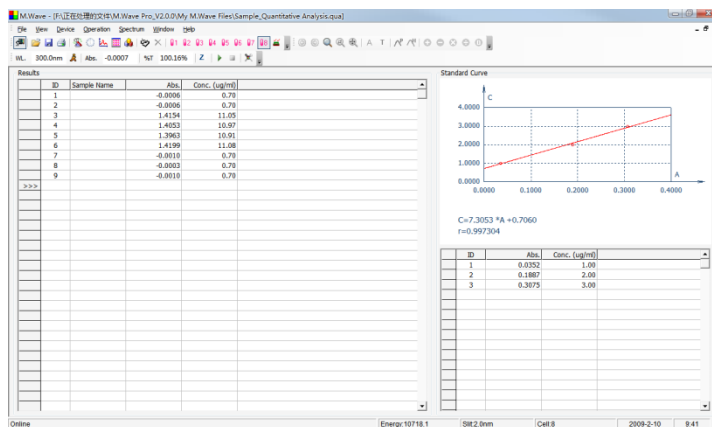 M.Wave - [F:\正在处理的文件\M.Wave Pro_V2.0.0\My M.Wave Files\Sample_Quantitative Analysis.qua]
File View Device Operation Spectrum Window Help
WL. 300.0nm Abs. -0.0007 %T 100.16% Z
Results
ID Sample Name Abs. Conc. (ug/ml)
1 -0.0006 0.70
2 -0.0006 0.70
3 1.4154 11.05
4 1.4053 10.97
5 1.3963 10.91
6 1.4199 11.08
7 -0.0010 0.70
8 -0.0003 0.70
9 -0.0010 0.70
>>>
Standard Curve
C
4.0000
3.0000
2.0000
1.0000
0.0000
A
0.0000 0.1000 0.2000 0.3000 0.4000
C=7.3053 *A +0.7060
r=0.997304
ID Abs. Conc. (ug/ml)
1 0.0352 1.00
2 0.1887 2.00
3 0.3075 3.00
Online Energy:10718.1 Slit:2.0nm Cell:8 2009-2-10 9:41